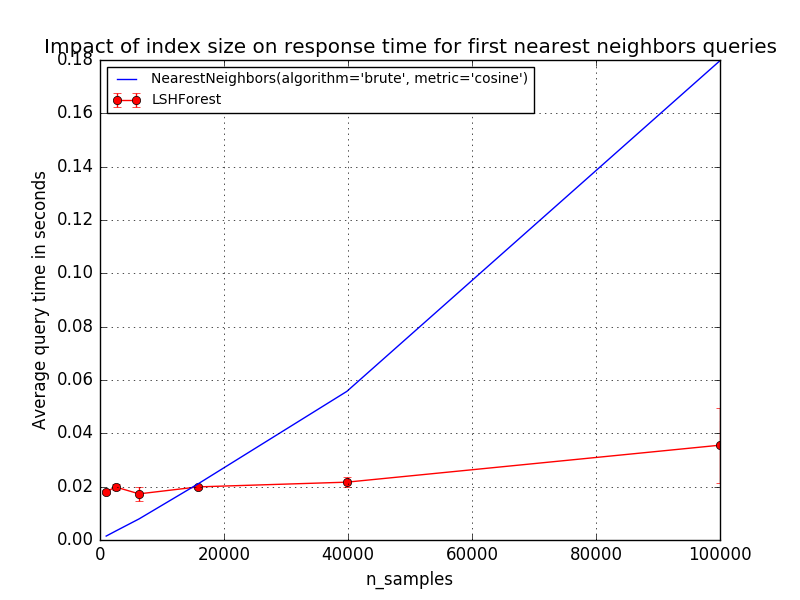 Impact of index size on response time for first nearest neighbors queries
0.18
NearestNeighbors(algorithm='brute', metric='cosine')
LSHForest
0.16
0.14
0.12
0.10
0.08
0.06
0.04
0.02
0.00
Average query time in seconds
0 20000 40000 60000 80000 100000
n_samples